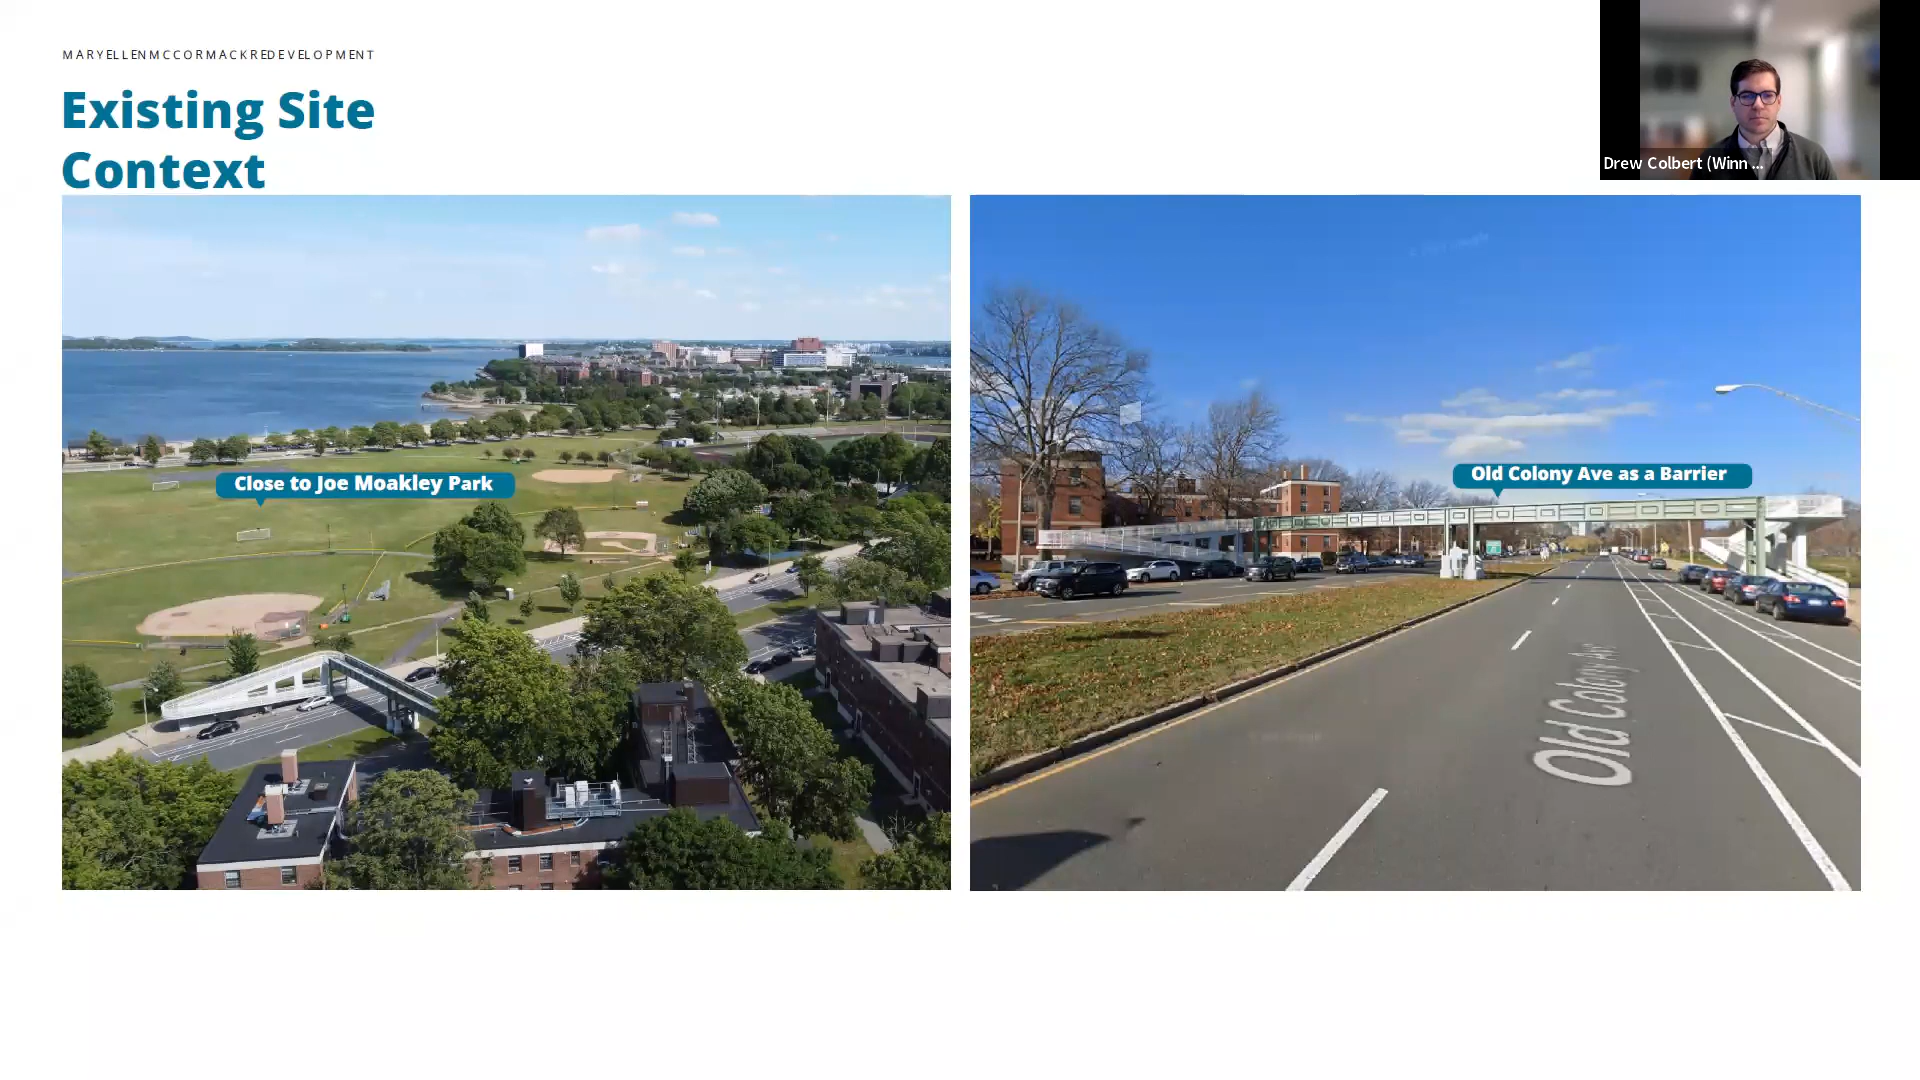 MARYELLENMCCORMACKREDEVELOPMENT
Existing Site
Context
Drew Colbert (Winn ...
Close to Joe Moakley Park
Old Colony Ave as a Barrier
Old Colony Ave